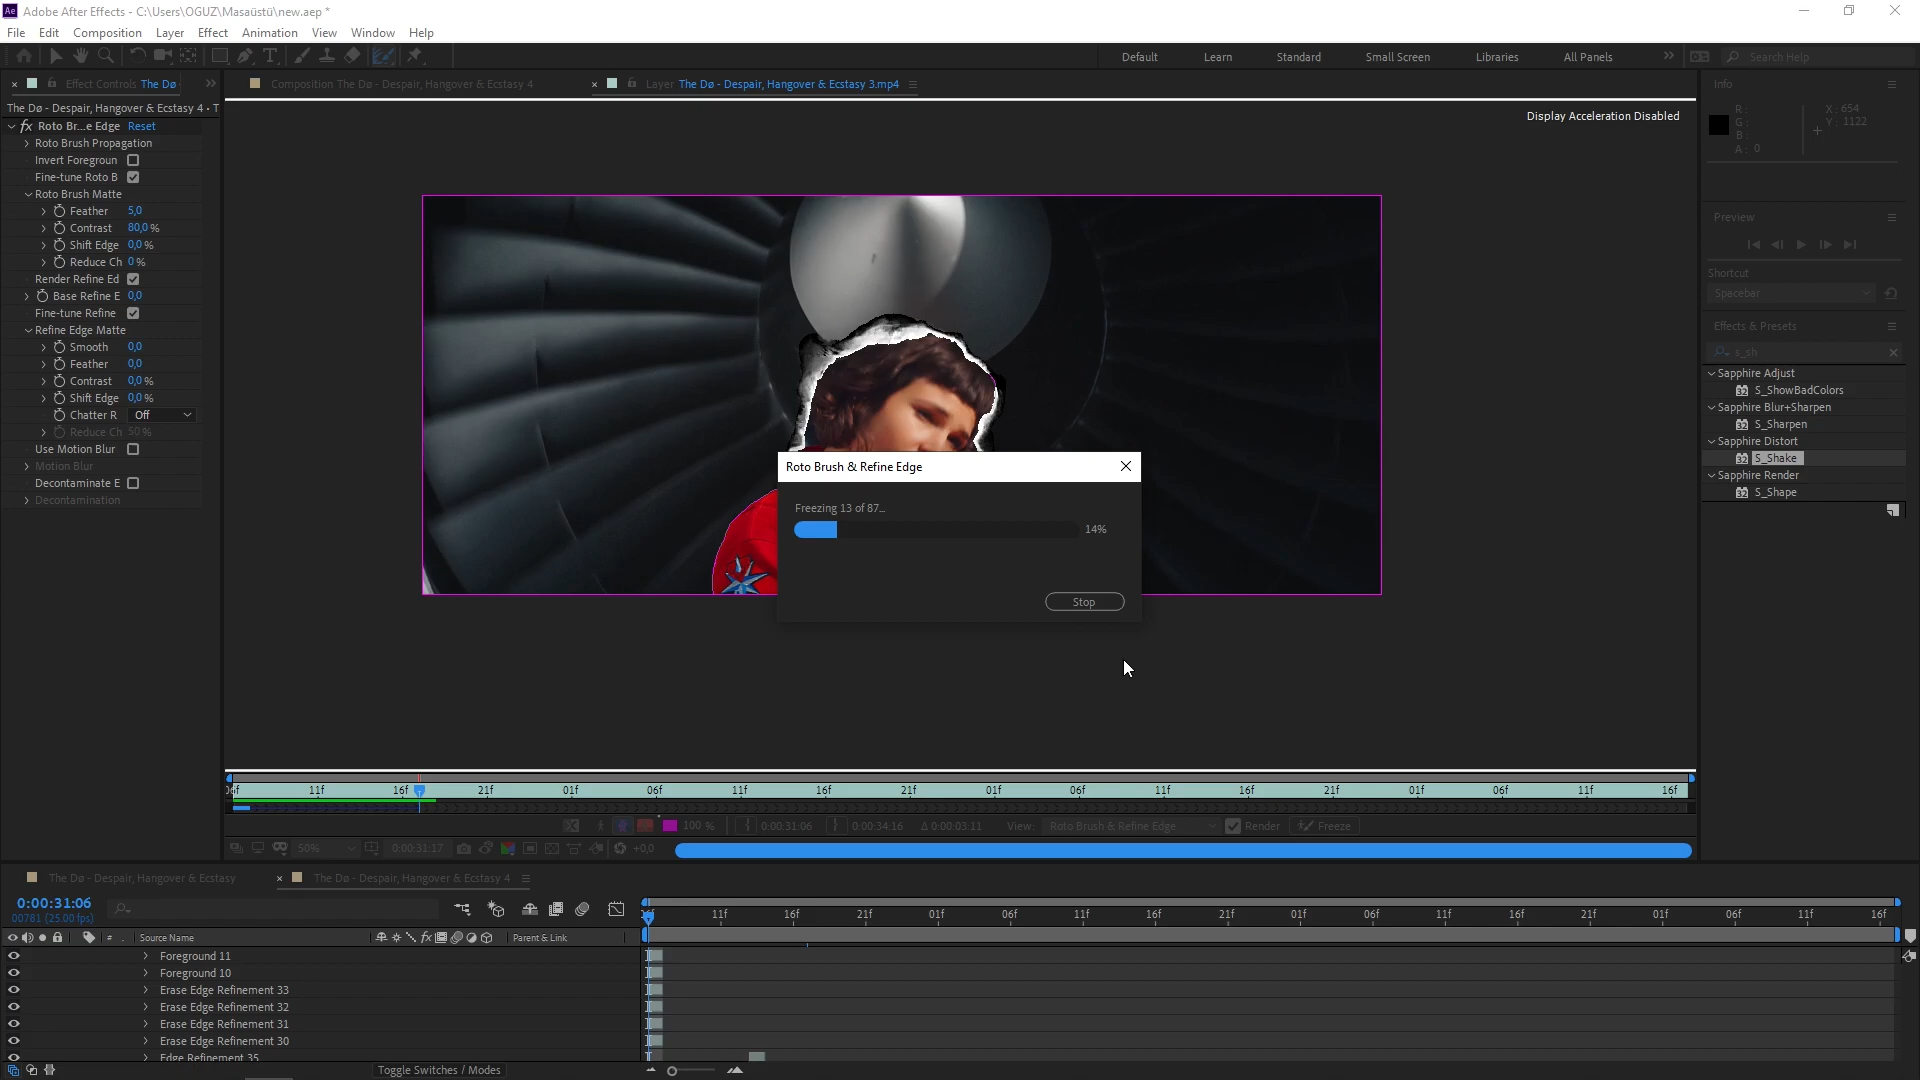 Adobe After Effects - C:\Users\OGUZ\Masaüstü\new.aep *
File Edit Composition Layer Effect Animation View Window Help
Default Learn Standard Small Screen Libraries All Panels Search Help
Effect Controls The Dø
The Dø - Despair, Hangover & Ecstasy 4 • T
Roto Br...e Edge Reset
Roto Brush Propagation
Invert Foregroun
Fine-tune Roto B
Roto Brush Matte
Feather 5,0
Contrast 80,0 %
Shift Edge 0,0 %
Reduce Ch 0 %
Render Refine Ed
Base Refine E 0,0
Fine-tune Refine
Refine Edge Matte
Smooth 0,0
Feather 0,0
Contrast 0,0 %
Shift Edge 0,0 %
Chatter R Off
Reduce Ch 50 %
Use Motion Blur
Motion Blur
Decontaminate E
Decontamination
Composition The Dø - Despair, Hangover & Ecstasy 4
Layer The Dø - Despair, Hangover & Ecstasy 3.mp4
Display Acceleration Disabled
Roto Brush & Refine Edge
Freezing 13 of 87...
14%
Stop
Info
R :
G :
B :
A : 0
X : 654
Y : 1122
Preview
Shortcut
Spacebar
Effects & Presets
s_sh
Sapphire Adjust
S_ShowBadColors
Sapphire Blur+Sharpen
S_Sharpen
Sapphire Distort
S_Shake
Sapphire Render
S_Shape
11f 16f 21f 01f 06f 11f 16f 21f 01f 06f 11f 16f 21f 01f 06f 11f 16f
100 % 0:00:31:06 0:00:34:16 Δ 0:00:03:11 View: Roto Brush & Refine Edge Render Freeze
50% 0:00:31:17 +0,0
The Dø - Despair, Hangover & Ecstasy
The Dø - Despair, Hangover & Ecstasy 4
0:00:31:06
00781 (25.00 fps)
11f 16f 21f 01f 06f 11f 16f 21f 01f 06f 11f 16f 21f 01f 06f 11f 16f
# Source Name Parent & Link
Foreground 11
Foreground 10
Erase Edge Refinement 33
Erase Edge Refinement 32
Erase Edge Refinement 31
Erase Edge Refinement 30
Edge Refinement 35
Toggle Switches / Modes